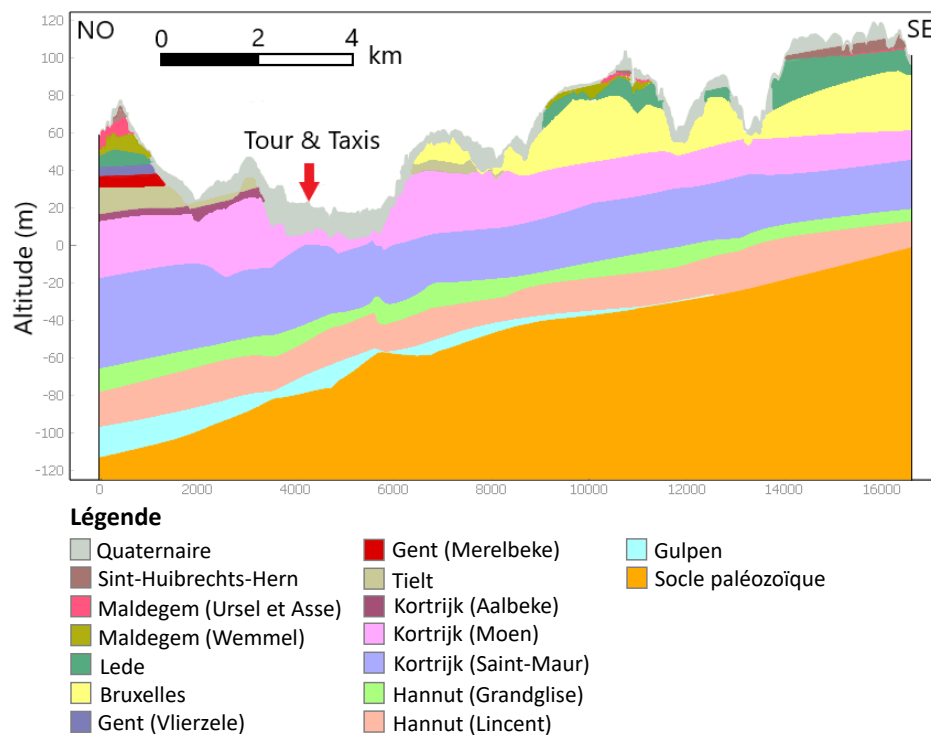 NO
SE
0 2 4
km
Tour & Taxis
Altitude (m)
120
100
80
60
40
20
0
-20
-40
-60
-80
-100
-120
0 2000 4000 6000 8000 10000 12000 14000 16000
Légende
Quaternaire
Sint-Huibrechts-Hern
Maldegem (Ursel et Asse)
Maldegem (Wemmel)
Lede
Bruxelles
Gent (Vlierzele)
Gent (Merelbeke)
Tielt
Kortrijk (Aalbeke)
Kortrijk (Moen)
Kortrijk (Saint-Maur)
Hannut (Grandglise)
Hannut (Lincent)
Gulpen
Socle paléozoïque